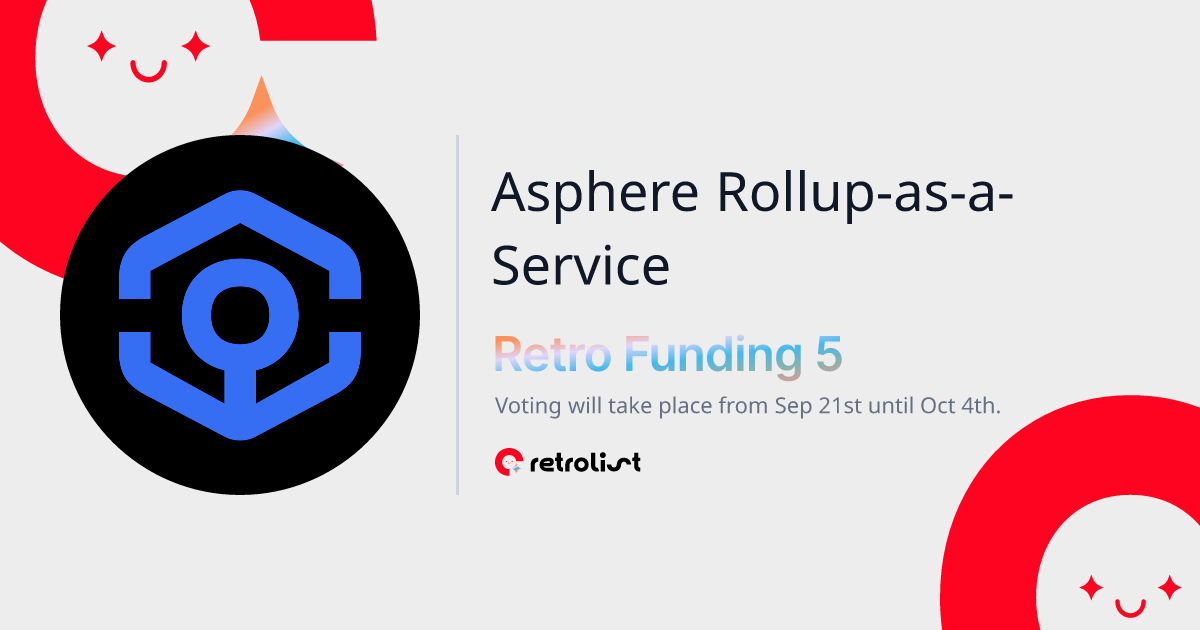 Asphere Rollup-as-a-
Service
Retro Funding 5
Voting will take place from Sep 21st until Oct 4th.
retrolist